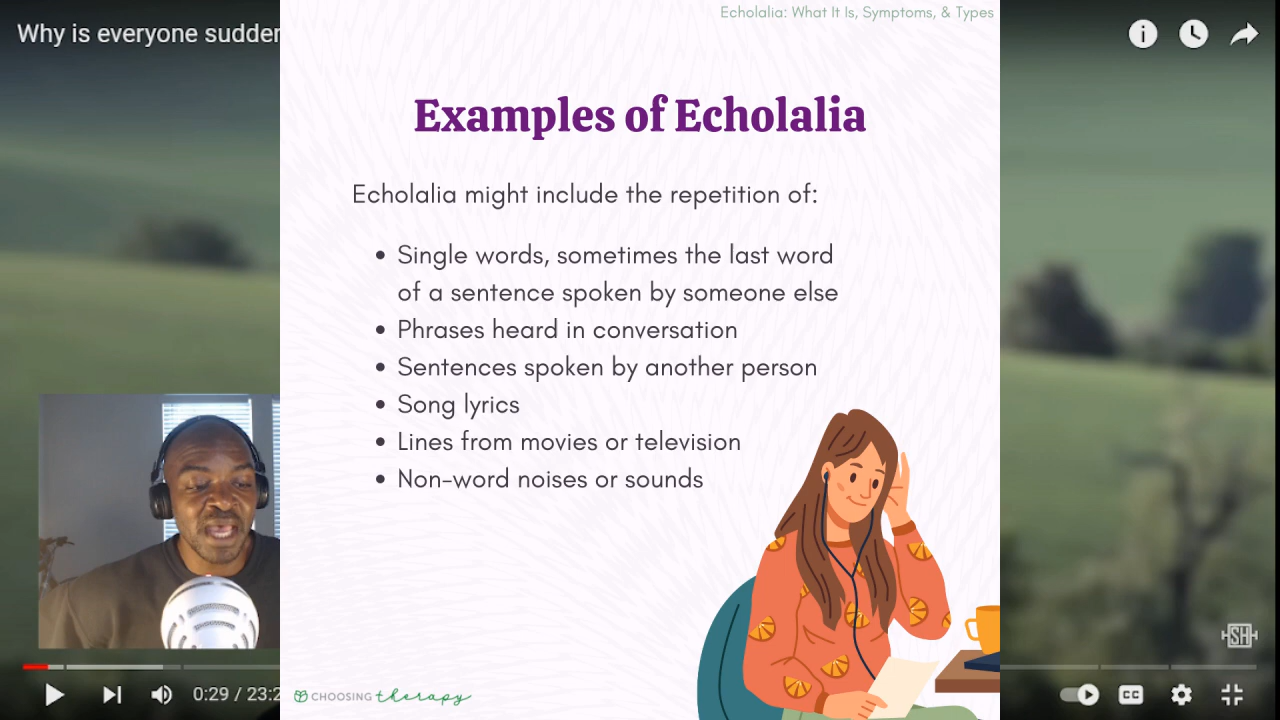 Echolalia: What It Is, Symptoms, & Types
Why is everyone sudden
Examples of Echolalia
Echolalia might include the repetition of:
• Single words, sometimes the last word
of a sentence spoken by someone else
• Phrases heard in conversation
• Sentences spoken by another person
• Song lyrics
• Lines from movies or television
• Non-word noises or sounds
SH
0:29 / 23:2
CC
CHOOSING therapy